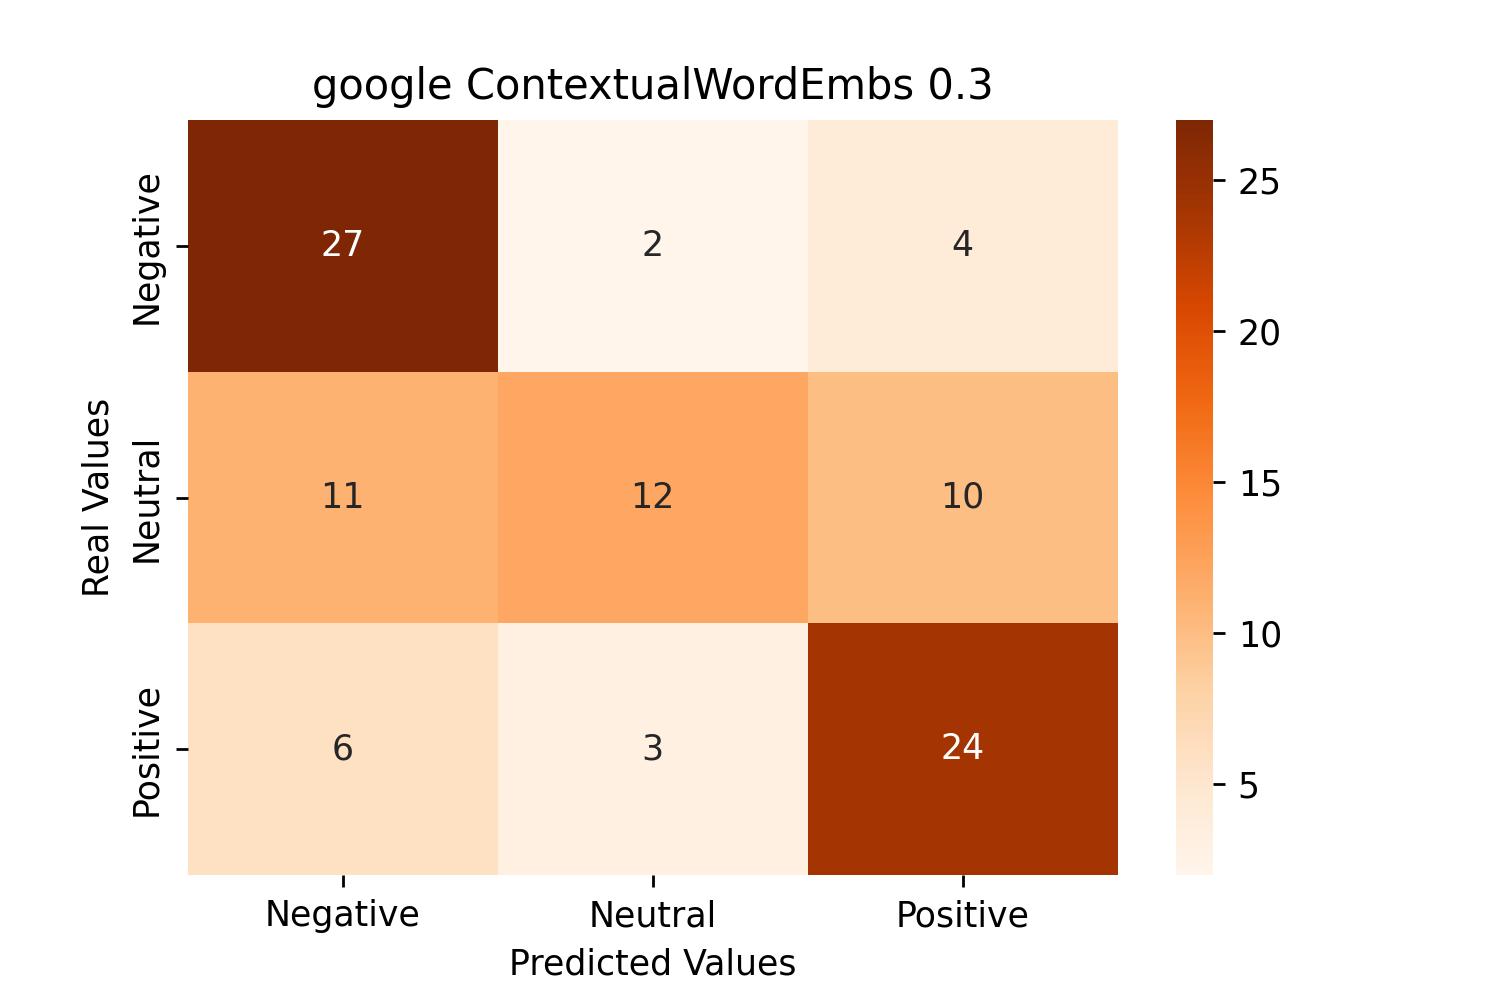 google ContextualWordEmbs 0.3
Real Values
Negative
27 2 4
Neutral
11 12 10
Positive
6 3 24
Negative Neutral Positive
Predicted Values
25
20
15
10
5